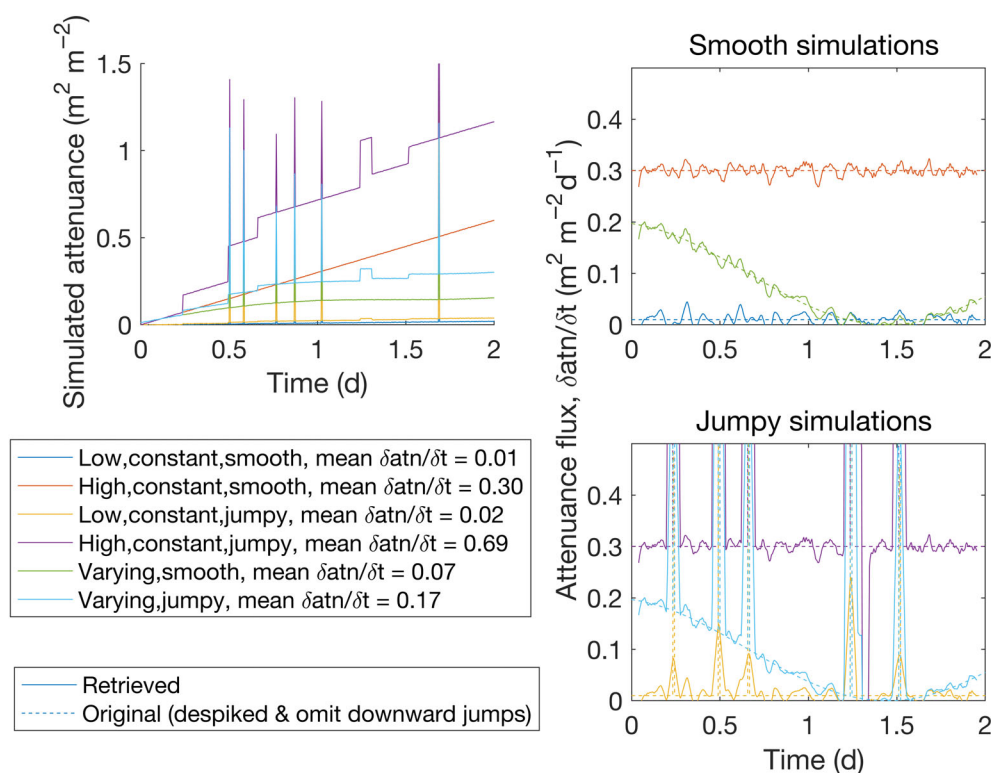 Simulated attenuance (m² m⁻²)
1.5
1
0.5
0
0
0.5
1
1.5
2
Time (d)
Smooth simulations
0.4
0.3
0.2
0.1
0
0
0.5
1
1.5
2
Attenuance flux, δatn/δt (m² m⁻² d⁻¹)
Low,constant,smooth, mean δatn/δt = 0.01
High,constant,smooth, mean δatn/δt = 0.30
Low,constant,jumpy, mean δatn/δt = 0.02
High,constant,jumpy, mean δatn/δt = 0.69
Varying,smooth, mean δatn/δt = 0.07
Varying,jumpy, mean δatn/δt = 0.17
Retrieved
Original (despiked & omit downward jumps)
Jumpy simulations
0.4
0.3
0.2
0.1
0
0
0.5
1
1.5
2
Time (d)